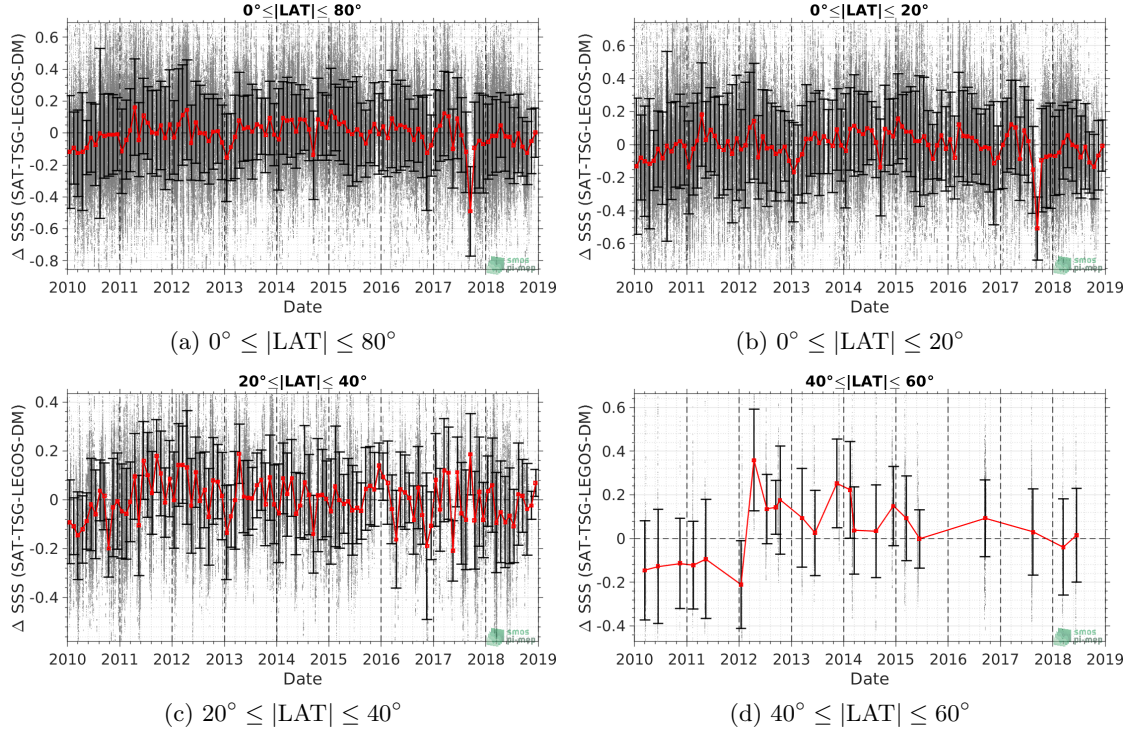 0°≤|LAT|≤ 80°
Δ SSS (SAT-TSG-LEGOS-DM)
0.6
0.4
0.2
0
-0.2
-0.4
-0.6
-0.8
2010 2011 2012 2013 2014 2015 2016 2017 2018 2019
Date
smos
pi-mep
(a) 0° ≤ |LAT| ≤ 80°
0°≤|LAT|≤ 20°
Δ SSS (SAT-TSG-LEGOS-DM)
0.6
0.4
0.2
0
-0.2
-0.4
-0.6
2010 2011 2012 2013 2014 2015 2016 2017 2018 2019
Date
smos
pi-mep
(b) 0° ≤ |LAT| ≤ 20°
20°≤|LAT|≤ 40°
Δ SSS (SAT-TSG-LEGOS-DM)
0.4
0.2
0
-0.2
-0.4
2010 2011 2012 2013 2014 2015 2016 2017 2018 2019
Date
smos
pi-mep
(c) 20° ≤ |LAT| ≤ 40°
40°≤|LAT|≤ 60°
Δ SSS (SAT-TSG-LEGOS-DM)
0.6
0.4
0.2
0
-0.2
-0.4
2010 2011 2012 2013 2014 2015 2016 2017 2018 2019
Date
smos
pi-mep
(d) 40° ≤ |LAT| ≤ 60°